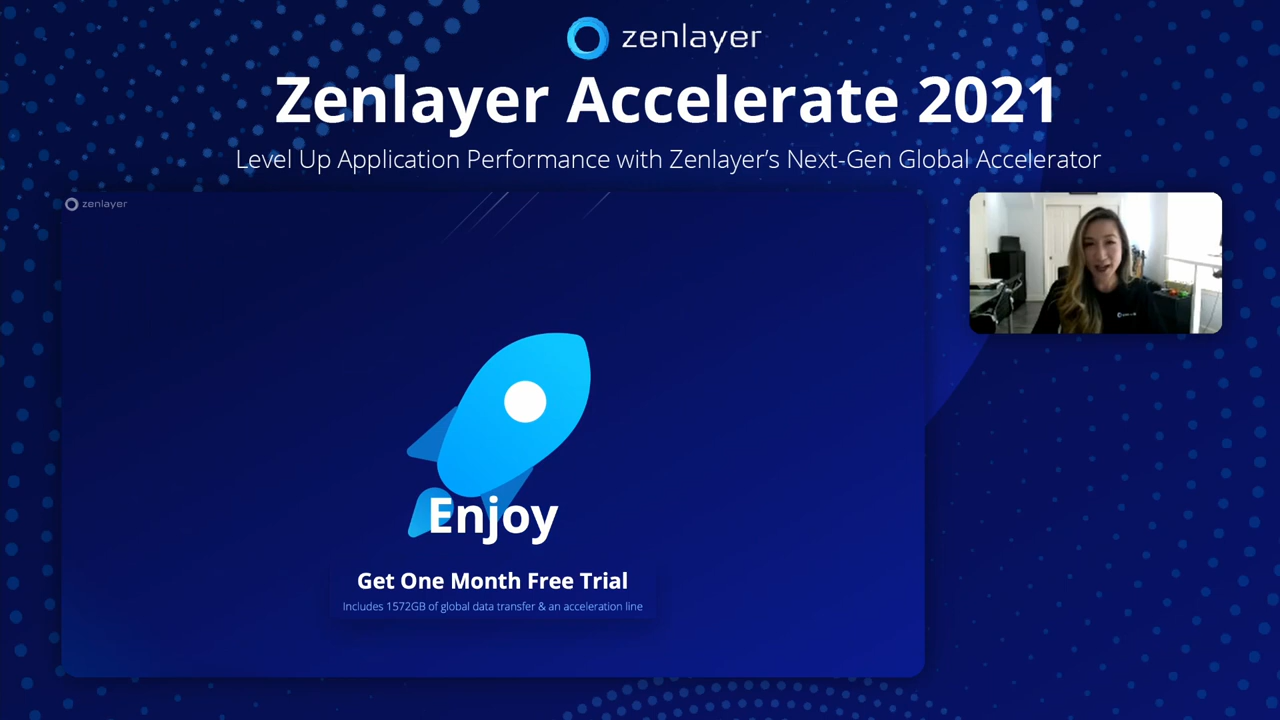 zenlayer
Zenlayer Accelerate 2021
Level Up Application Performance with Zenlayer’s Next-Gen Global Accelerator
zenlayer
Enjoy
Get One Month Free Trial
Includes 1572GB of global data transfer & an acceleration line